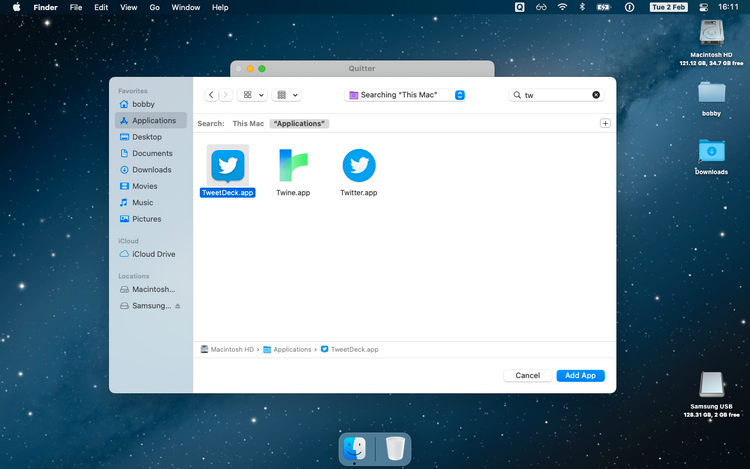 Finder File Edit View Go Window Help
Tue 2 Feb 16:11
Macintosh HD
121.12 GB, 34.7 GB free
bobby
Downloads
Samsung USB
128.31 GB, 2 GB free
Quitter
Favorites
bobby
Applications
Desktop
Documents
Downloads
Movies
Music
Pictures
iCloud
iCloud Drive
Locations
Macintosh...
Samsung...
Searching "This Mac"
tw
Search: This Mac "Applications"
TweetDeck.app
Twine.app
Twitter.app
Macintosh HD › Applications › TweetDeck.app
Cancel
Add App